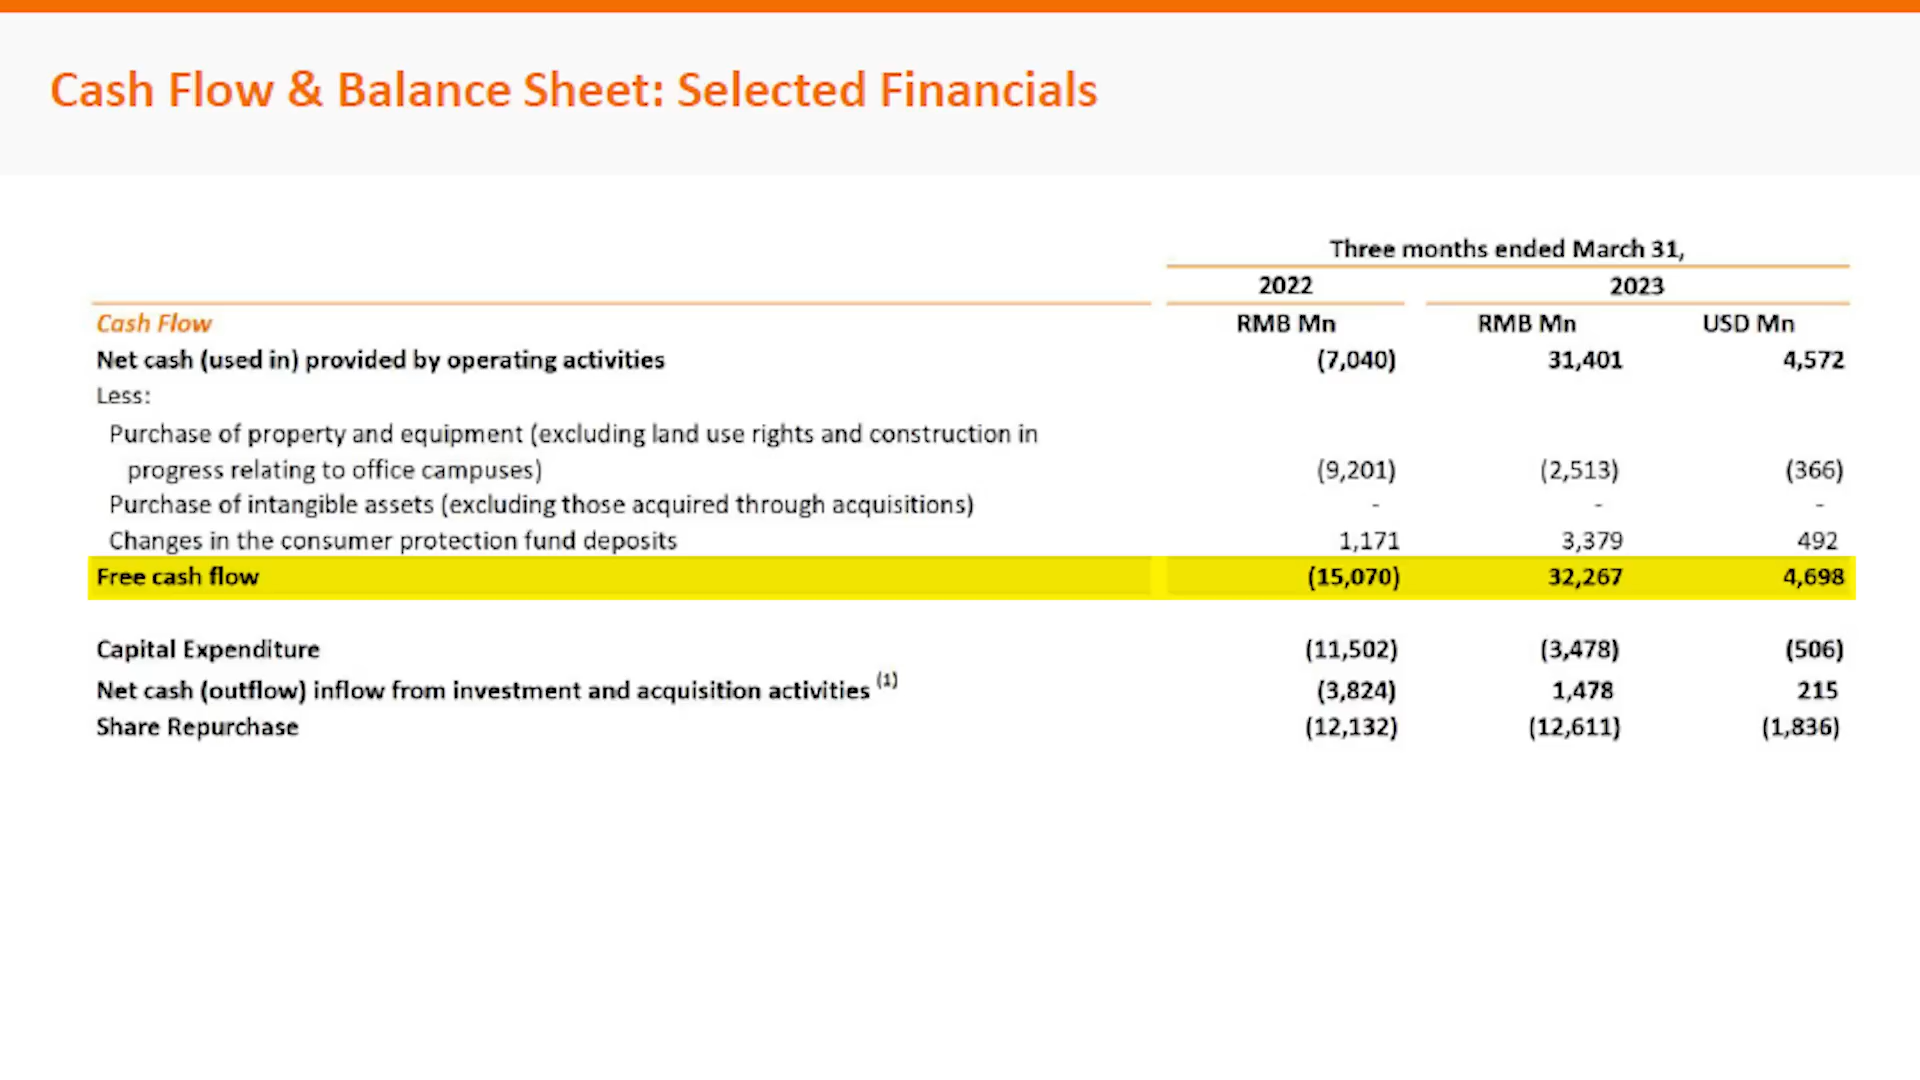 Cash Flow & Balance Sheet: Selected Financials
Three months ended March 31,
2022 2023
Cash Flow RMB Mn RMB Mn USD Mn
Net cash (used in) provided by operating activities (7,040) 31,401 4,572
Less:
Purchase of property and equipment (excluding land use rights and construction in
progress relating to office campuses) (9,201) (2,513) (366)
Purchase of intangible assets (excluding those acquired through acquisitions) - - -
Changes in the consumer protection fund deposits 1,171 3,379 492
Free cash flow (15,070) 32,267 4,698
Capital Expenditure (11,502) (3,478) (506)
Net cash (outflow) inflow from investment and acquisition activities (1) (3,824) 1,478 215
Share Repurchase (12,132) (12,611) (1,836)